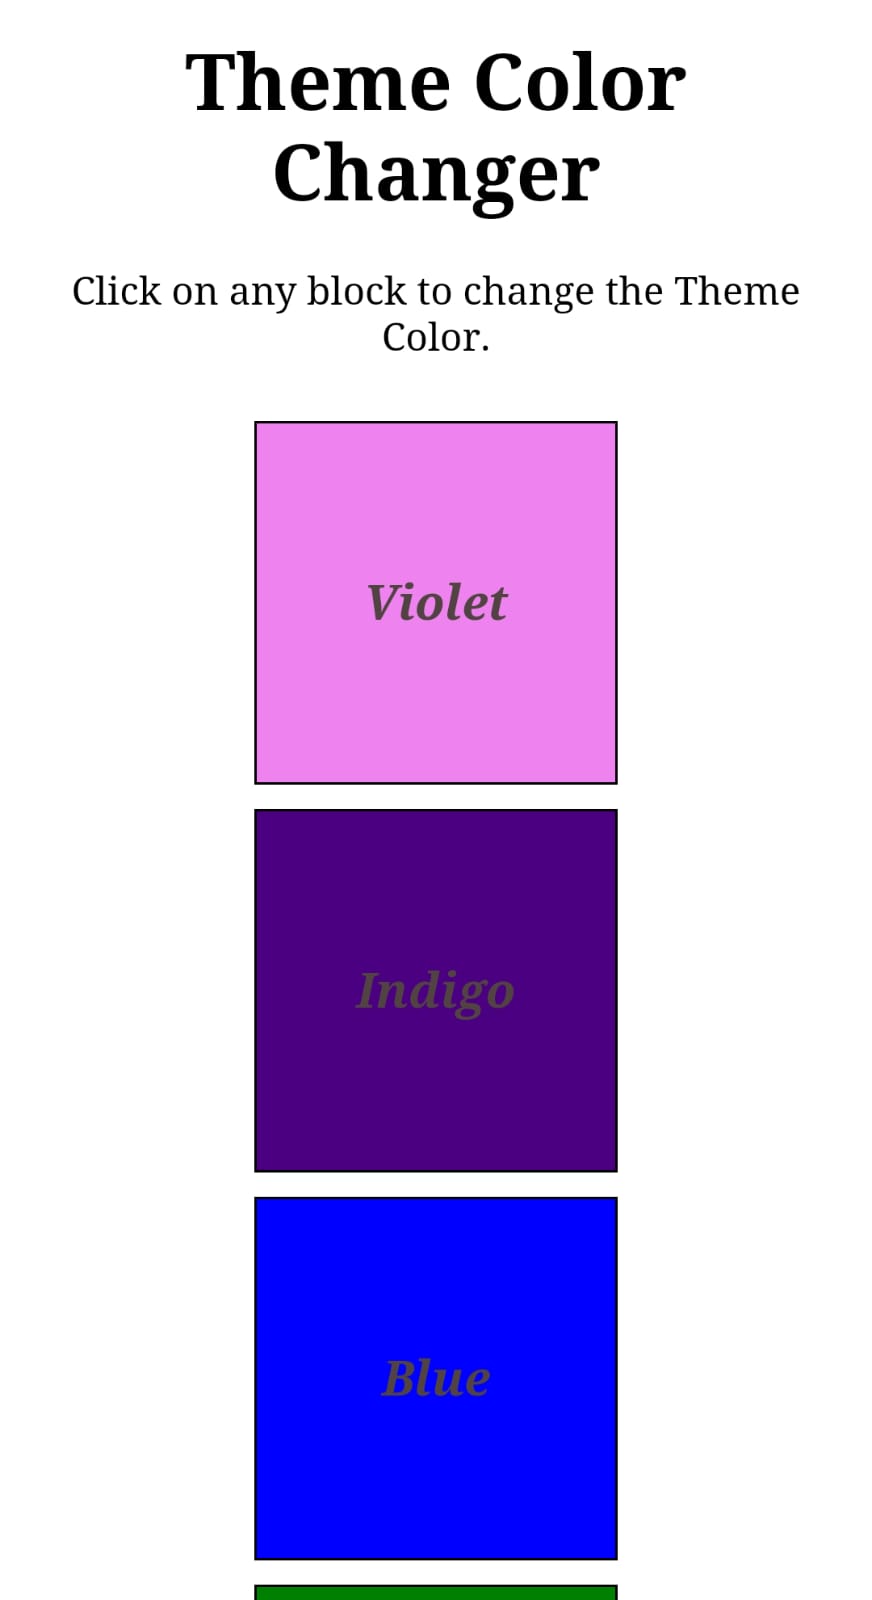 Theme Color
Changer
Click on any block to change the Theme
Color.
Violet
Indigo
Blue